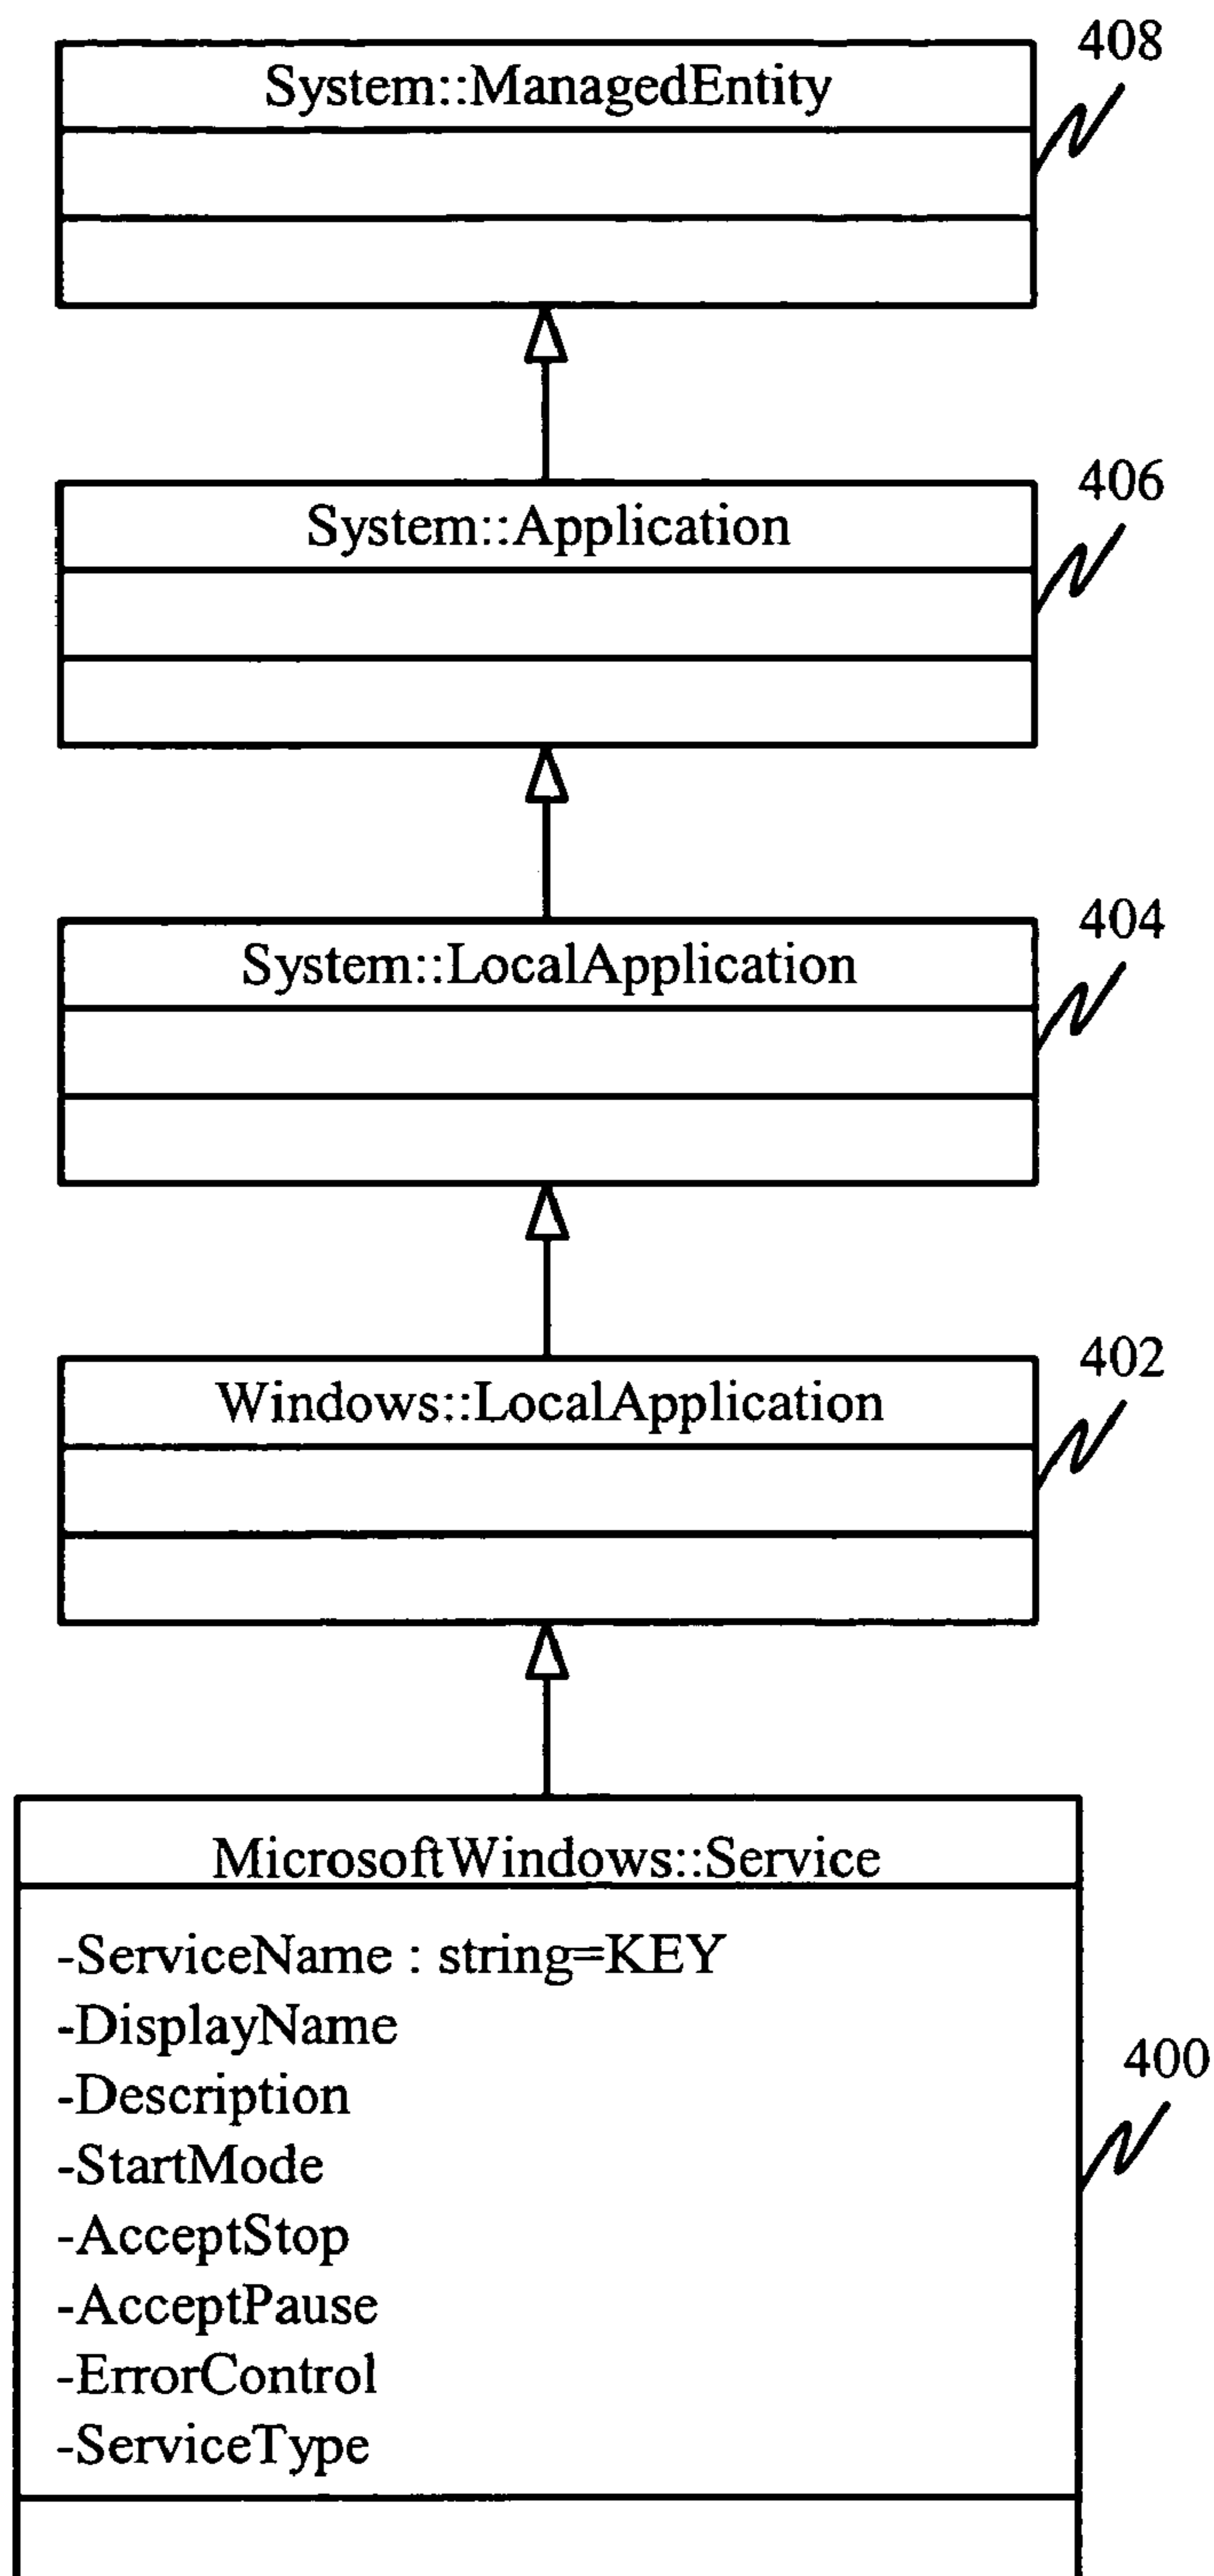 408
System::ManagedEntity
406
System::Application
404
System::LocalApplication
402
Windows::LocalApplication
MicrosoftWindows::Service
-ServiceName : string=KEY
-DisplayName
-Description
400
-StartMode
-AcceptStop
-AcceptPause
-ErrorControl
-ServiceType